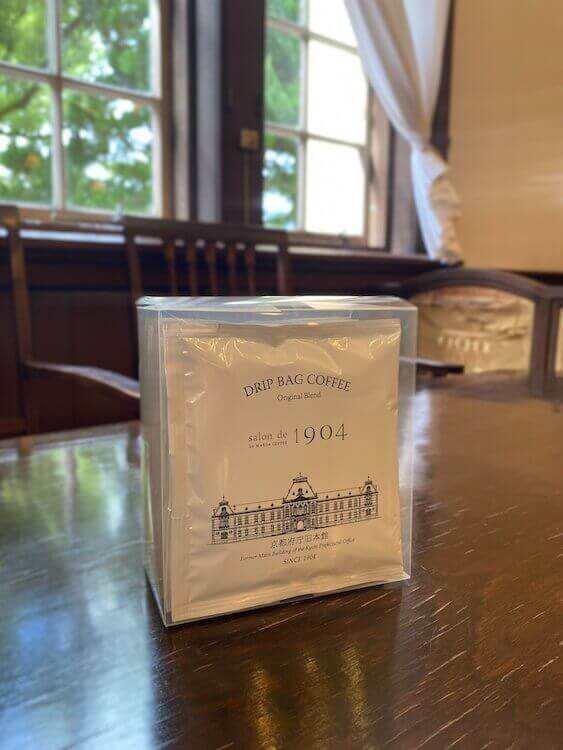 DRIP BAG COFFEE
Original Blend
salon de 1904
京都府庁旧本館
Former Main Building of the Kyoto Prefectural Office
SINCE 1904